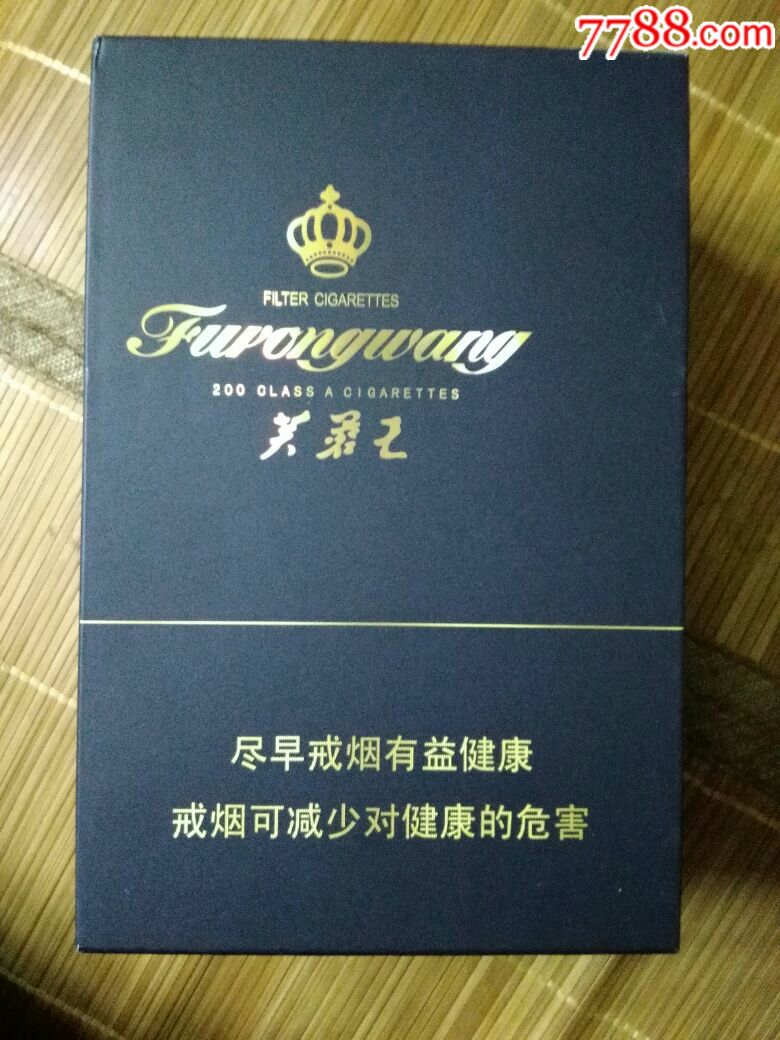 7788.com
FILTER CIGARETTES
Furongwang
200 CLASS A CIGARETTES
芙蓉王
尽早戒烟有益健康
戒烟可减少对健康的危害